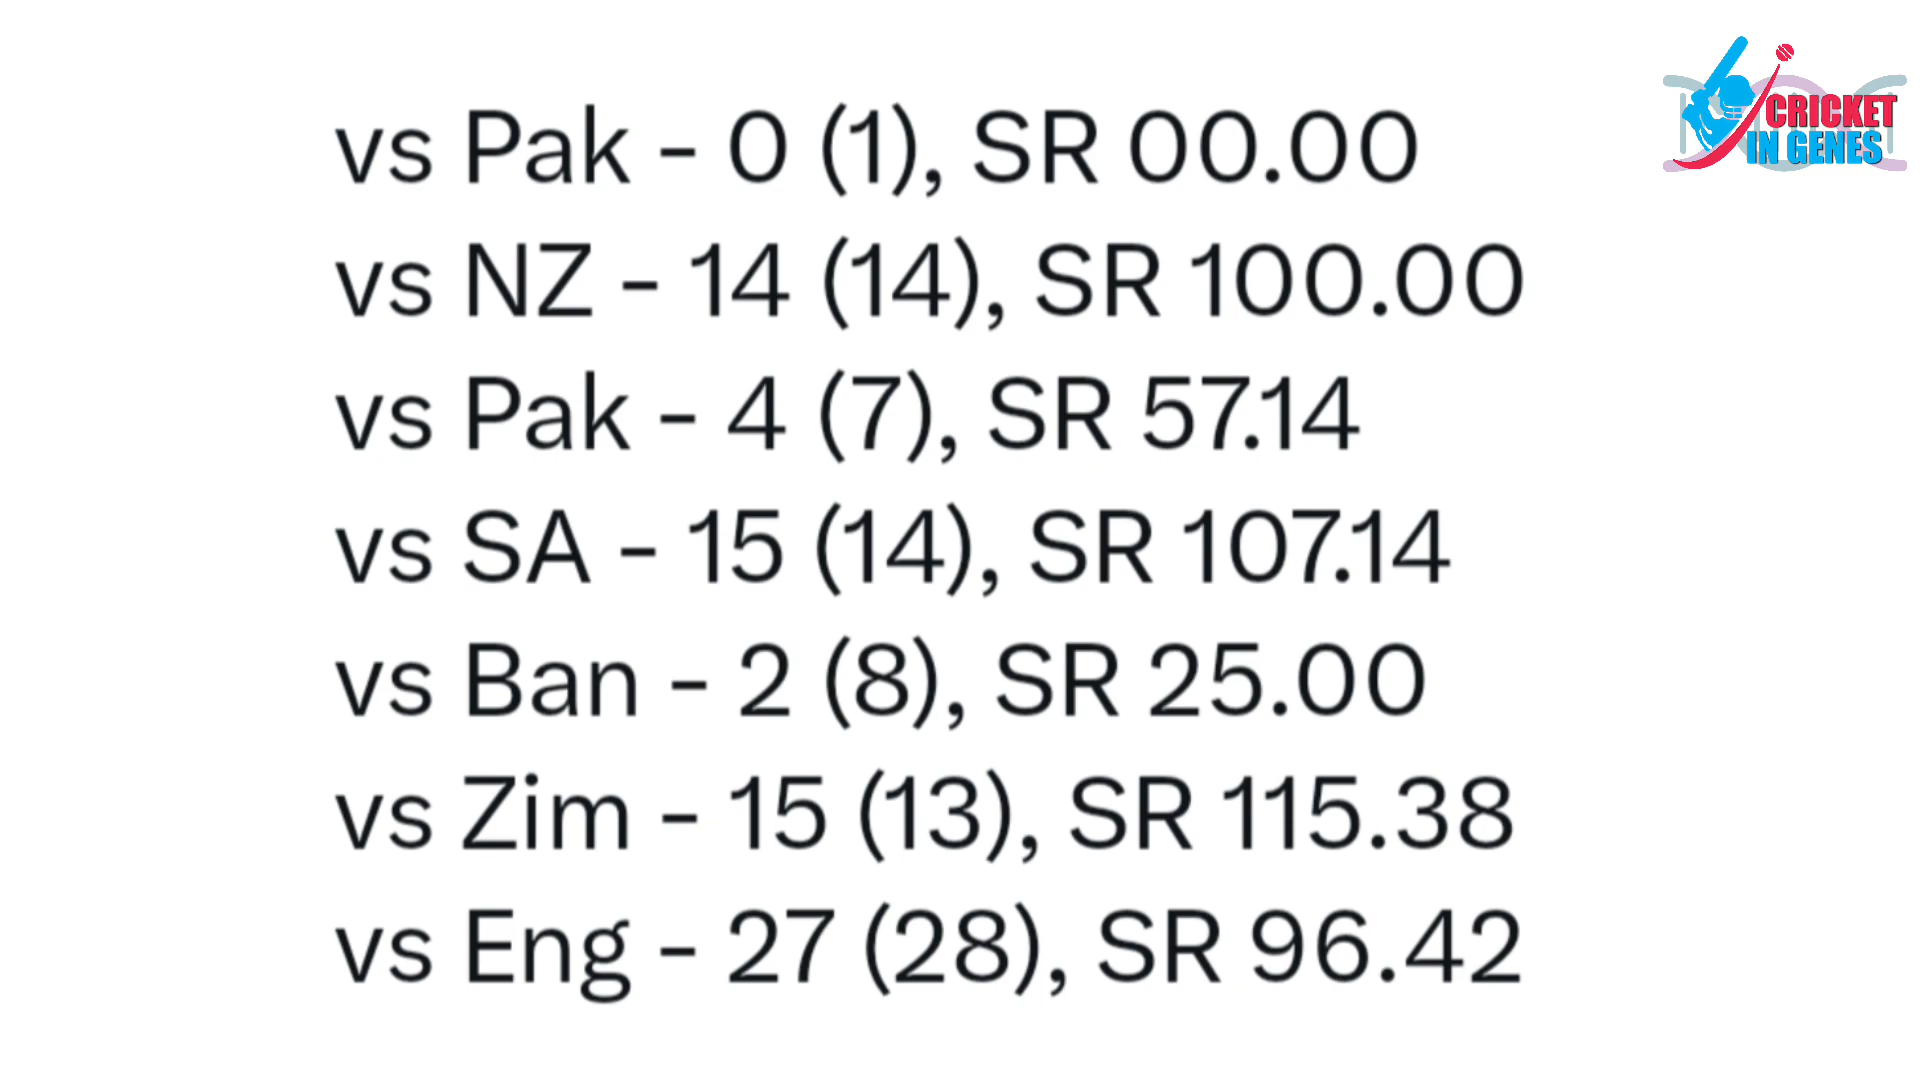 vs Pak - 0 (1), SR 00.00
vs NZ - 14 (14), SR 100.00
vs Pak - 4 (7), SR 57.14
vs SA - 15 (14), SR 107.14
vs Ban - 2 (8), SR 25.00
vs Zim - 15 (13), SR 115.38
vs Eng - 27 (28), SR 96.42
CRICKET
IN GENES